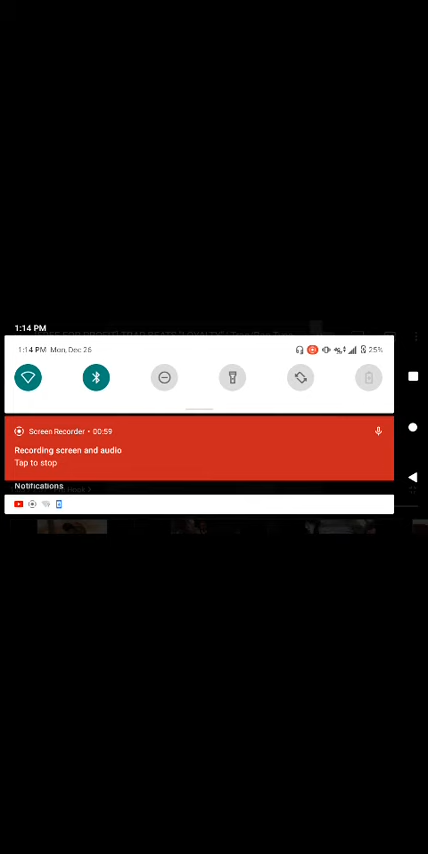 1:14 PM
1:14 PM Mon, Dec 26
25%
Screen Recorder • 00:59
Recording screen and audio
Tap to stop
Notifications